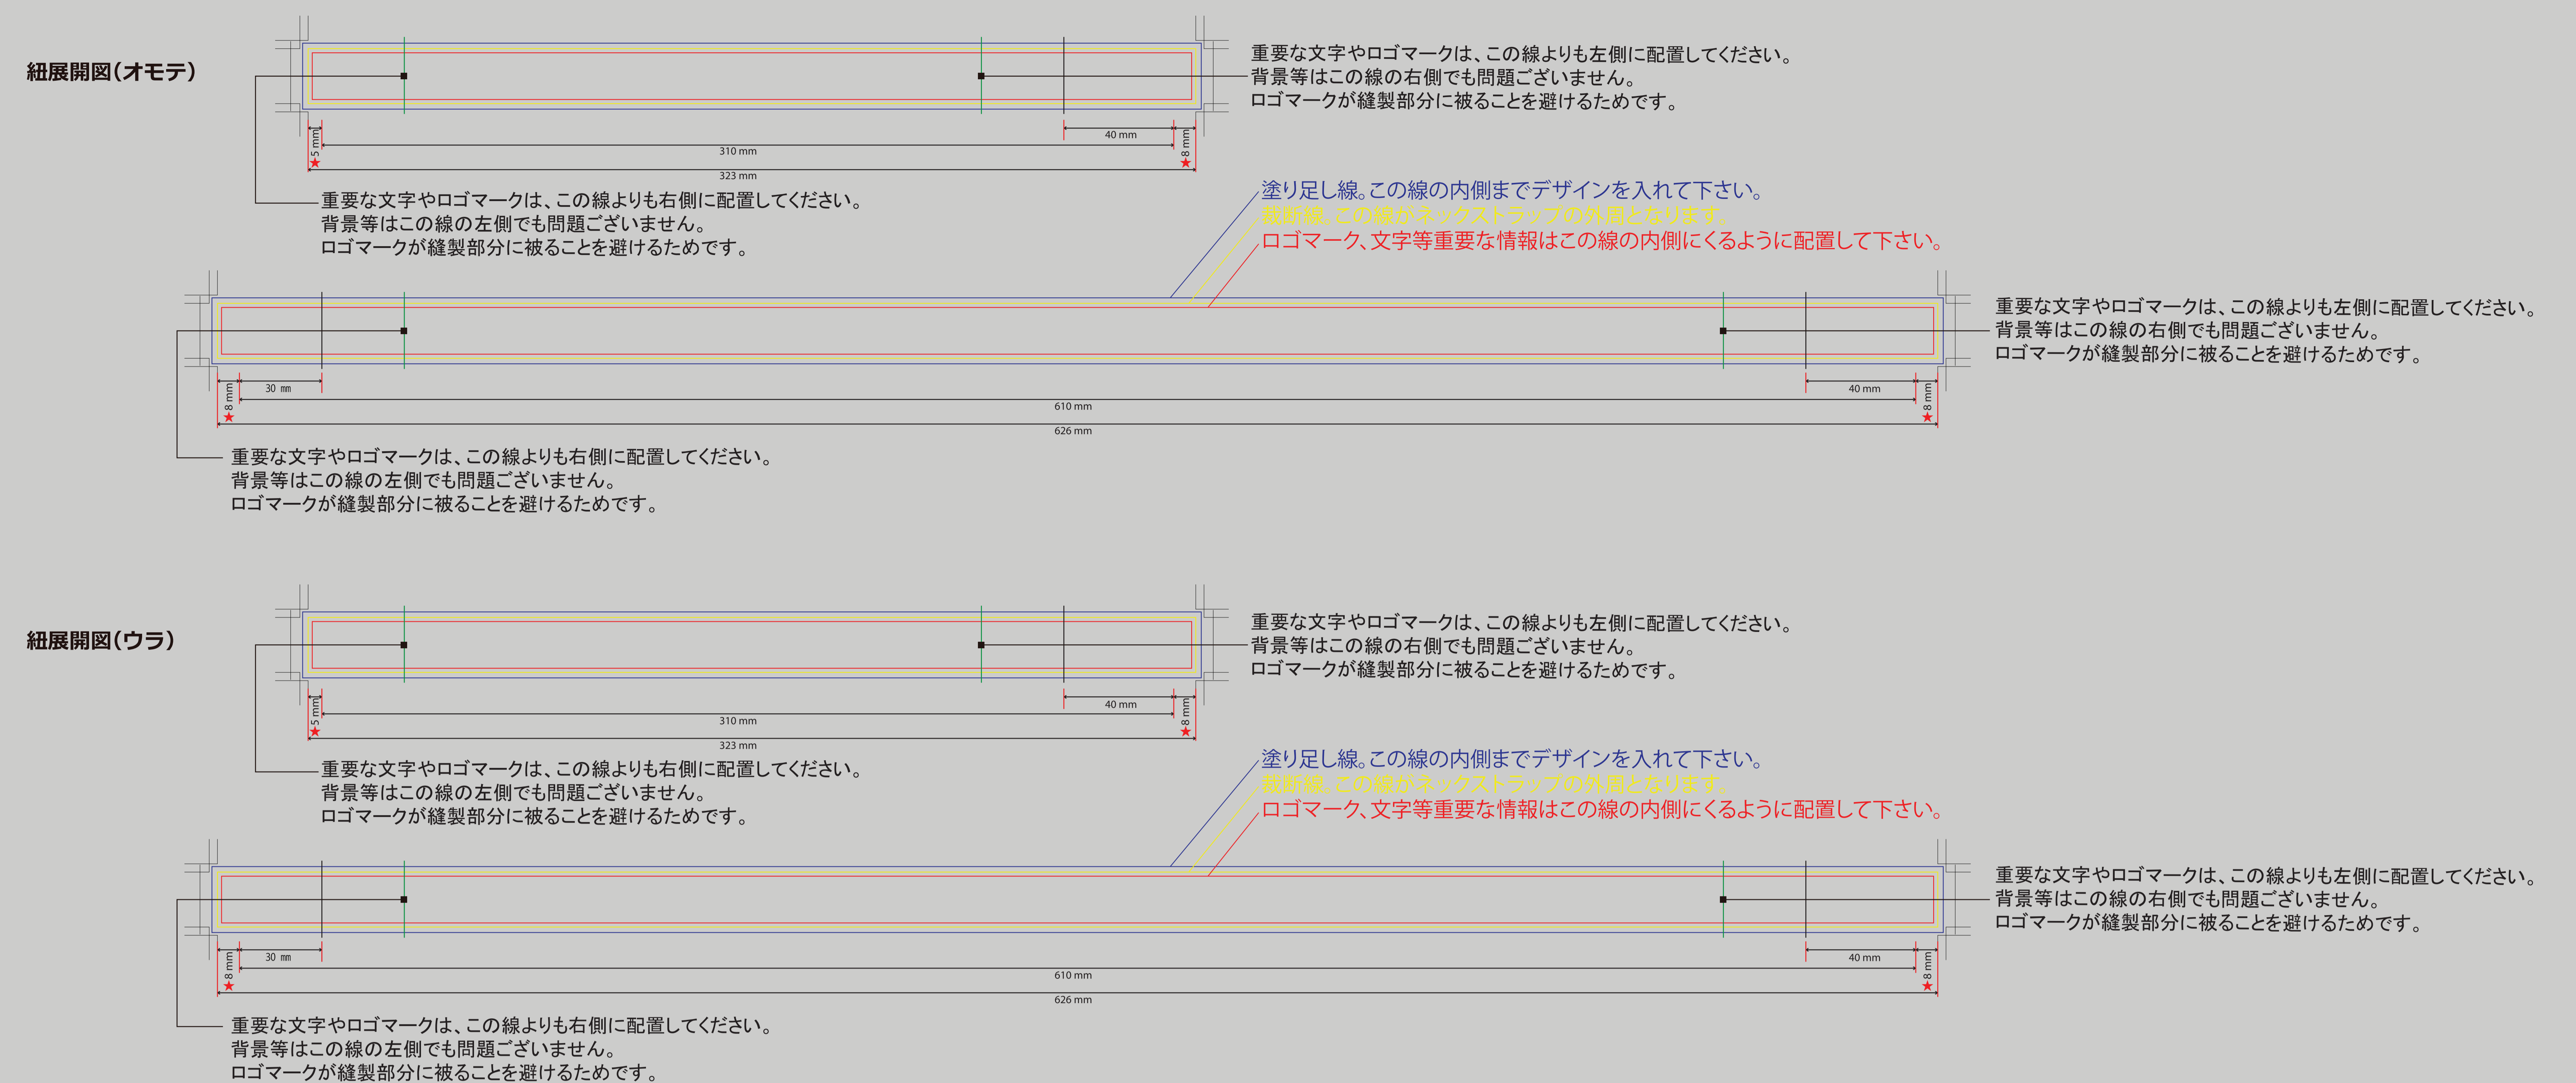 紐展開図(オモテ)
重要な文字やロゴマークは、この線よりも左側に配置してください。
背景等はこの線の右側でも問題ございません。
ロゴマークが縫製部分に被ることを避けるためです。
★5 mm
40 mm
★8 mm
310 mm
323 mm
重要な文字やロゴマークは、この線よりも右側に配置してください。
背景等はこの線の左側でも問題ございません。
ロゴマークが縫製部分に被ることを避けるためです。
塗り足し線。この線の内側までデザインを入れて下さい。
裁断線。この線がネックストラップの外周となります。
ロゴマーク、文字等重要な情報はこの線の内側にくるように配置して下さい。
重要な文字やロゴマークは、この線よりも左側に配置してください。
背景等はこの線の右側でも問題ございません。
ロゴマークが縫製部分に被ることを避けるためです。
★8 mm
30 mm
40 mm
★8 mm
610 mm
626 mm
重要な文字やロゴマークは、この線よりも右側に配置してください。
背景等はこの線の左側でも問題ございません。
ロゴマークが縫製部分に被ることを避けるためです。
紐展開図(ウラ)
重要な文字やロゴマークは、この線よりも左側に配置してください。
背景等はこの線の右側でも問題ございません。
ロゴマークが縫製部分に被ることを避けるためです。
★5 mm
40 mm
★8 mm
310 mm
323 mm
重要な文字やロゴマークは、この線よりも右側に配置してください。
背景等はこの線の左側でも問題ございません。
ロゴマークが縫製部分に被ることを避けるためです。
塗り足し線。この線の内側までデザインを入れて下さい。
裁断線。この線がネックストラップの外周となります。
ロゴマーク、文字等重要な情報はこの線の内側にくるように配置して下さい。
重要な文字やロゴマークは、この線よりも左側に配置してください。
背景等はこの線の右側でも問題ございません。
ロゴマークが縫製部分に被ることを避けるためです。
★8 mm
30 mm
40 mm
★8 mm
610 mm
626 mm
重要な文字やロゴマークは、この線よりも右側に配置してください。
背景等はこの線の左側でも問題ございません。
ロゴマークが縫製部分に被ることを避けるためです。